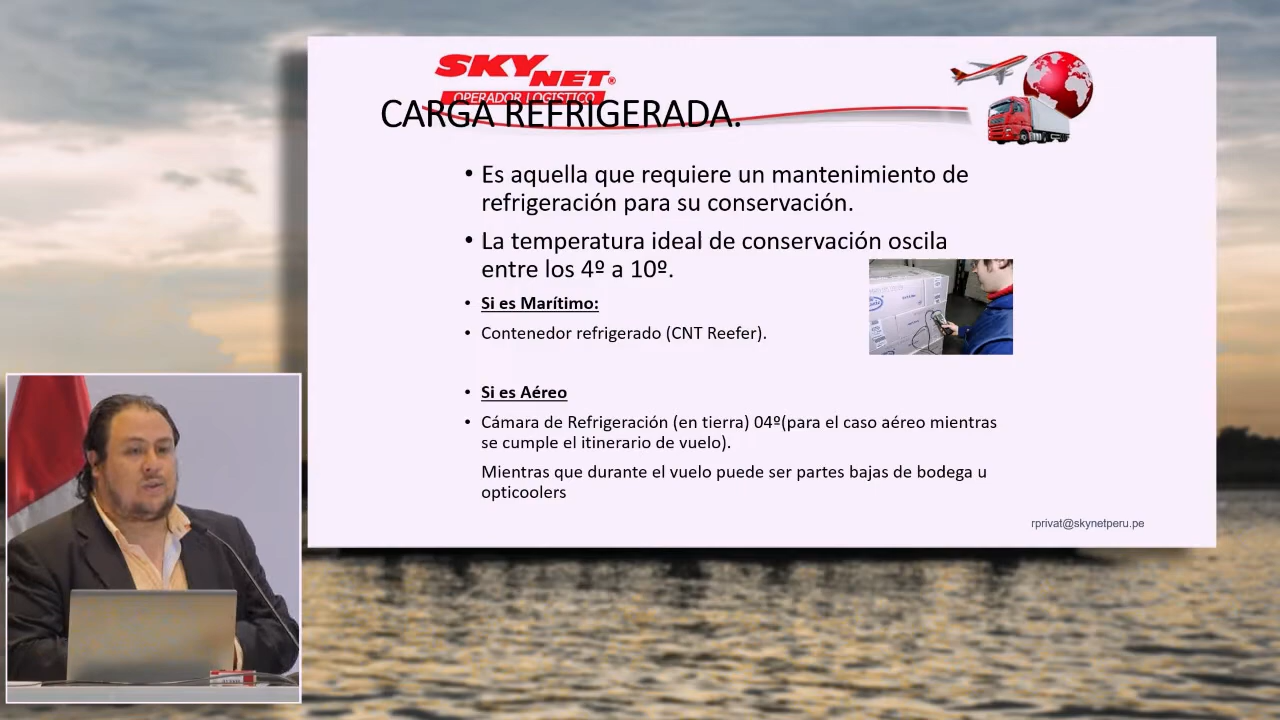 SKY
NET®
OPERADOR LOGISTICO
CARGA REFRIGERADA.
• Es aquella que requiere un mantenimiento de
refrigeración para su conservación.
• La temperatura ideal de conservación oscila
entre los 4º a 10º.
• Si es Marítimo:
• Contenedor refrigerado (CNT Reefer).
• Si es Aéreo
• Cámara de Refrigeración (en tierra) 04º(para el caso aéreo mientras
se cumple el itinerario de vuelo).
Mientras que durante el vuelo puede ser partes bajas de bodega u
opticoolers
rprivat@skynetperu.pe